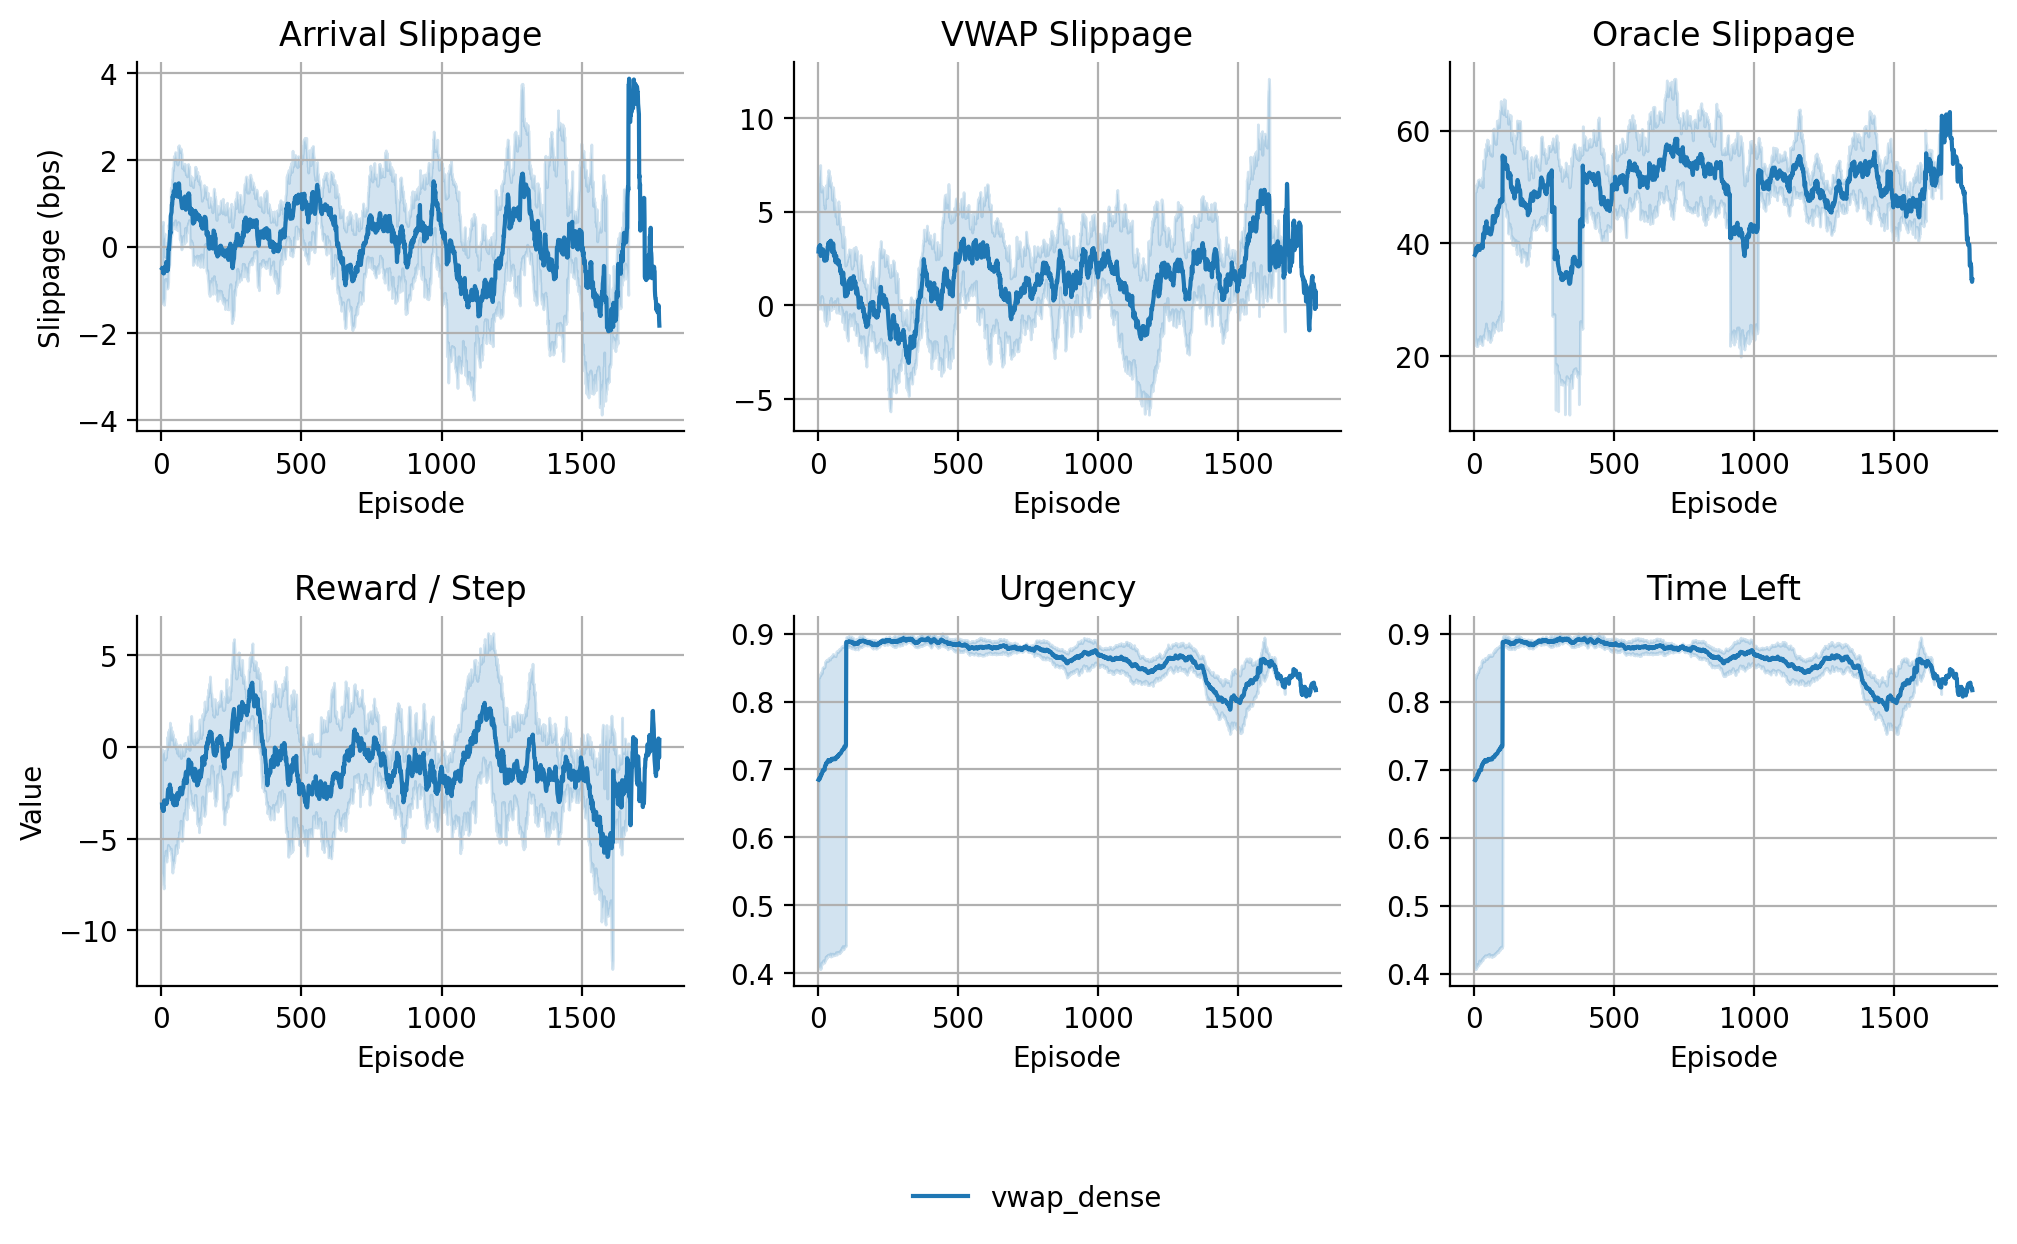 Arrival Slippage
VWAP Slippage
Oracle Slippage
4
2
0
−2
−4
Slippage (bps)
0 500 1000 1500
Episode
10
5
0
−5
0 500 1000 1500
Episode
60
40
20
0 500 1000 1500
Episode
Reward / Step
Urgency
Time Left
5
0
−5
−10
Value
0 500 1000 1500
Episode
0.9
0.8
0.7
0.6
0.5
0.4
0 500 1000 1500
Episode
0.9
0.8
0.7
0.6
0.5
0.4
0 500 1000 1500
Episode
vwap_dense